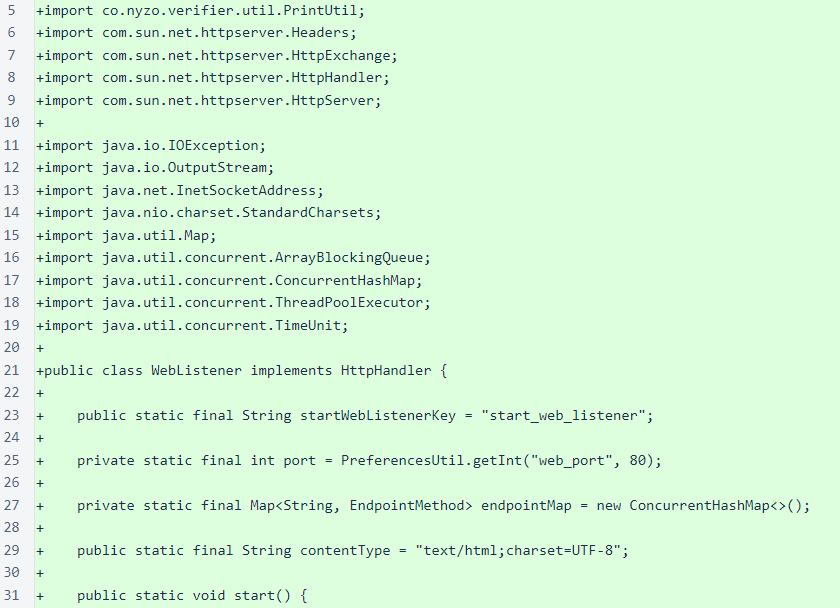 5 +import co.nyzo.verifier.util.PrintUtil;
6 +import com.sun.net.httpserver.Headers;
7 +import com.sun.net.httpserver.HttpExchange;
8 +import com.sun.net.httpserver.HttpHandler;
9 +import com.sun.net.httpserver.HttpServer;
10 +
11 +import java.io.IOException;
12 +import java.io.OutputStream;
13 +import java.net.InetSocketAddress;
14 +import java.nio.charset.StandardCharsets;
15 +import java.util.Map;
16 +import java.util.concurrent.ArrayBlockingQueue;
17 +import java.util.concurrent.ConcurrentHashMap;
18 +import java.util.concurrent.ThreadPoolExecutor;
19 +import java.util.concurrent.TimeUnit;
20 +
21 +public class WebListener implements HttpHandler {
22 +
23 +    public static final String startWebListenerKey = "start_web_listener";
24 +
25 +    private static final int port = PreferencesUtil.getInt("web_port", 80);
26 +
27 +    private static final Map<String, EndpointMethod> endpointMap = new ConcurrentHashMap<>();
28 +
29 +    public static final String contentType = "text/html;charset=UTF-8";
30 +
31 +    public static void start() {